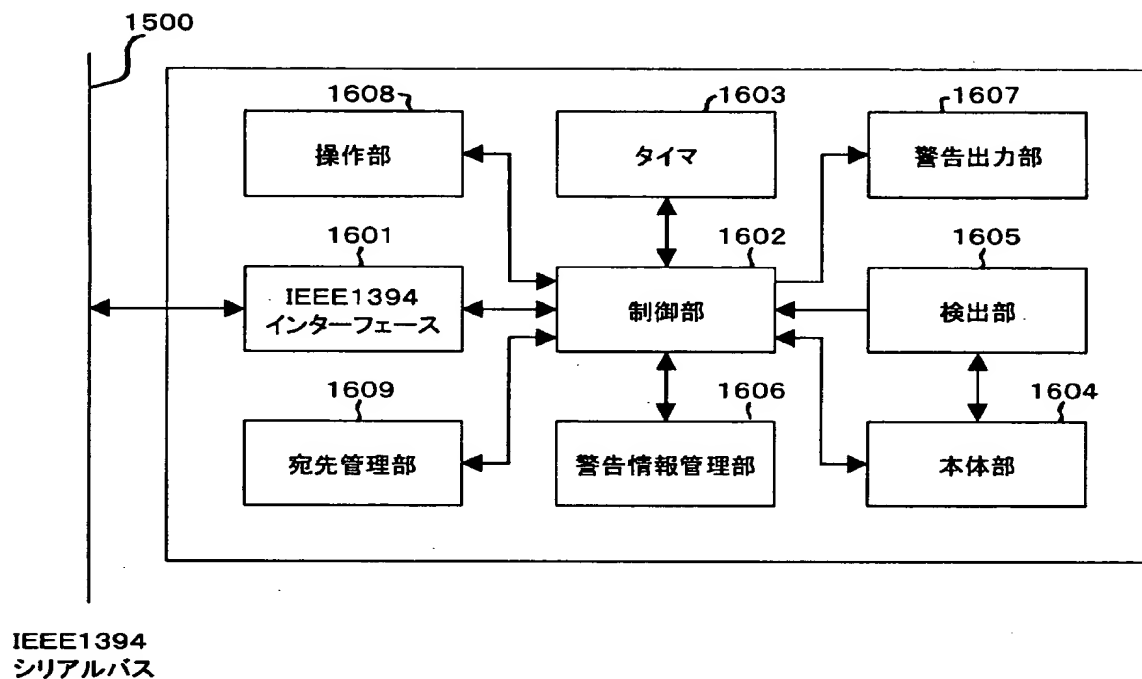 1500
1608
操作部
1603
タイマ
1607
警告出力部
1601
IEEE1394
インターフェース
1602
制御部
1605
検出部
1609
宛先管理部
1606
警告情報管理部
1604
本体部
IEEE1394
シリアルバス